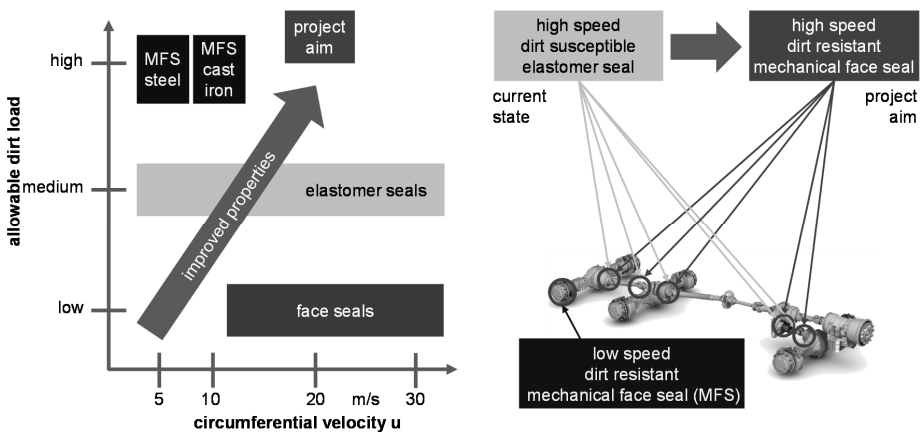 allowable dirt load
high
medium
low
MFS
steel
MFS
cast
iron
project
aim
elastomer seals
improved properties
face seals
5
10
20
m/s
30
circumferential velocity u
high speed
dirt susceptible
elastomer seal
current
state
high speed
dirt resistant
mechanical face seal
project
aim
low speed
dirt resistant
mechanical face seal (MFS)